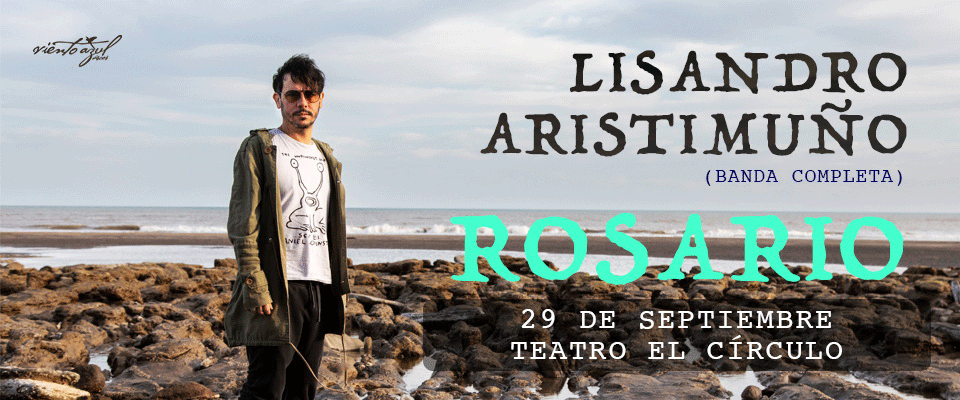 viento azul
LISANDRO
ARISTIMUÑO
(BANDA COMPLETA)
ROSARIO
29 DE SEPTIEMBRE
TEATRO EL CÍRCULO